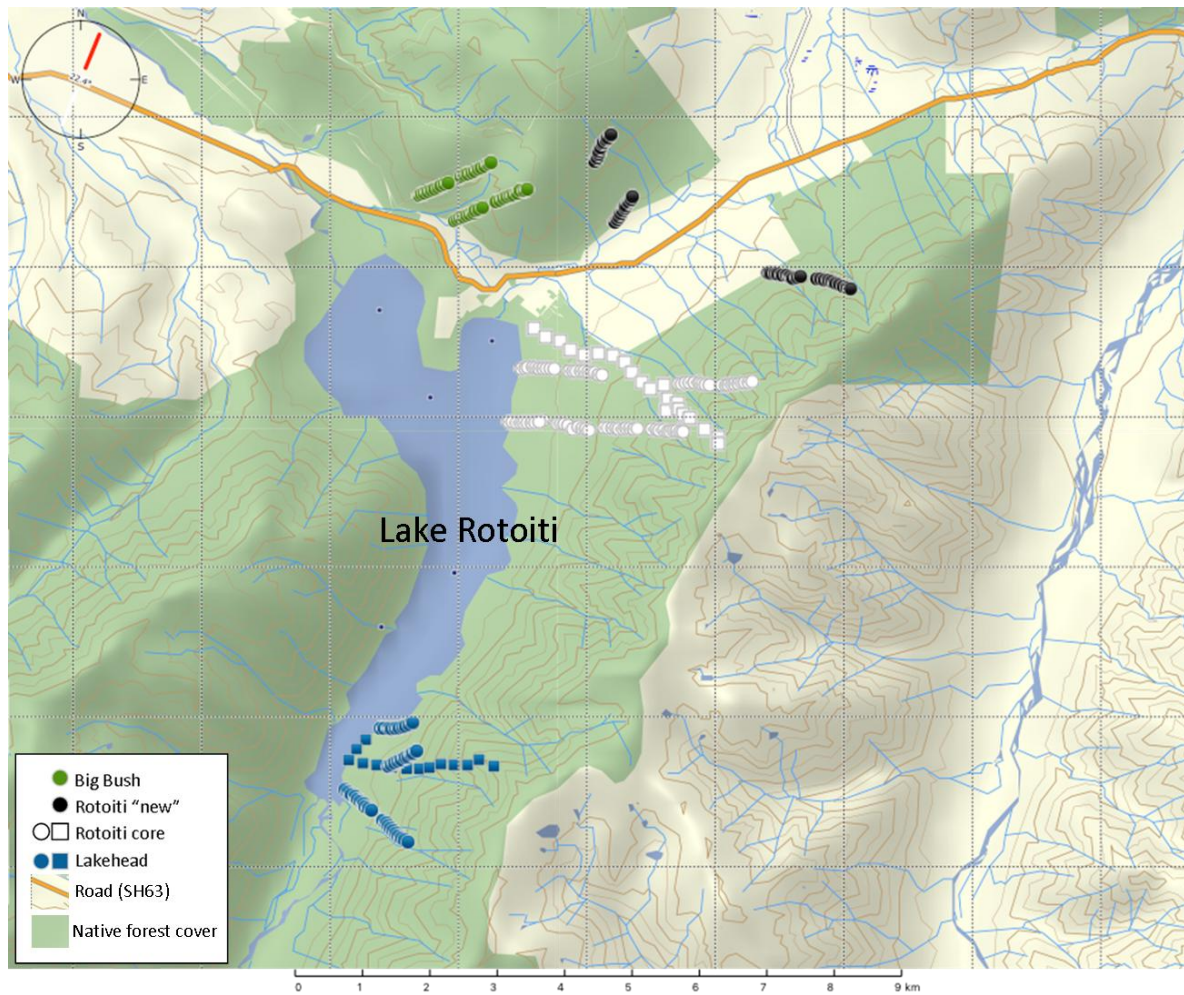 N
W
E
S
22.4°
Lake Rotoiti
Big Bush
Rotoiti “new”
Rotoiti core
Lakehead
Road (SH63)
Native forest cover
0 1 2 3 4 5 6 7 8 9 km